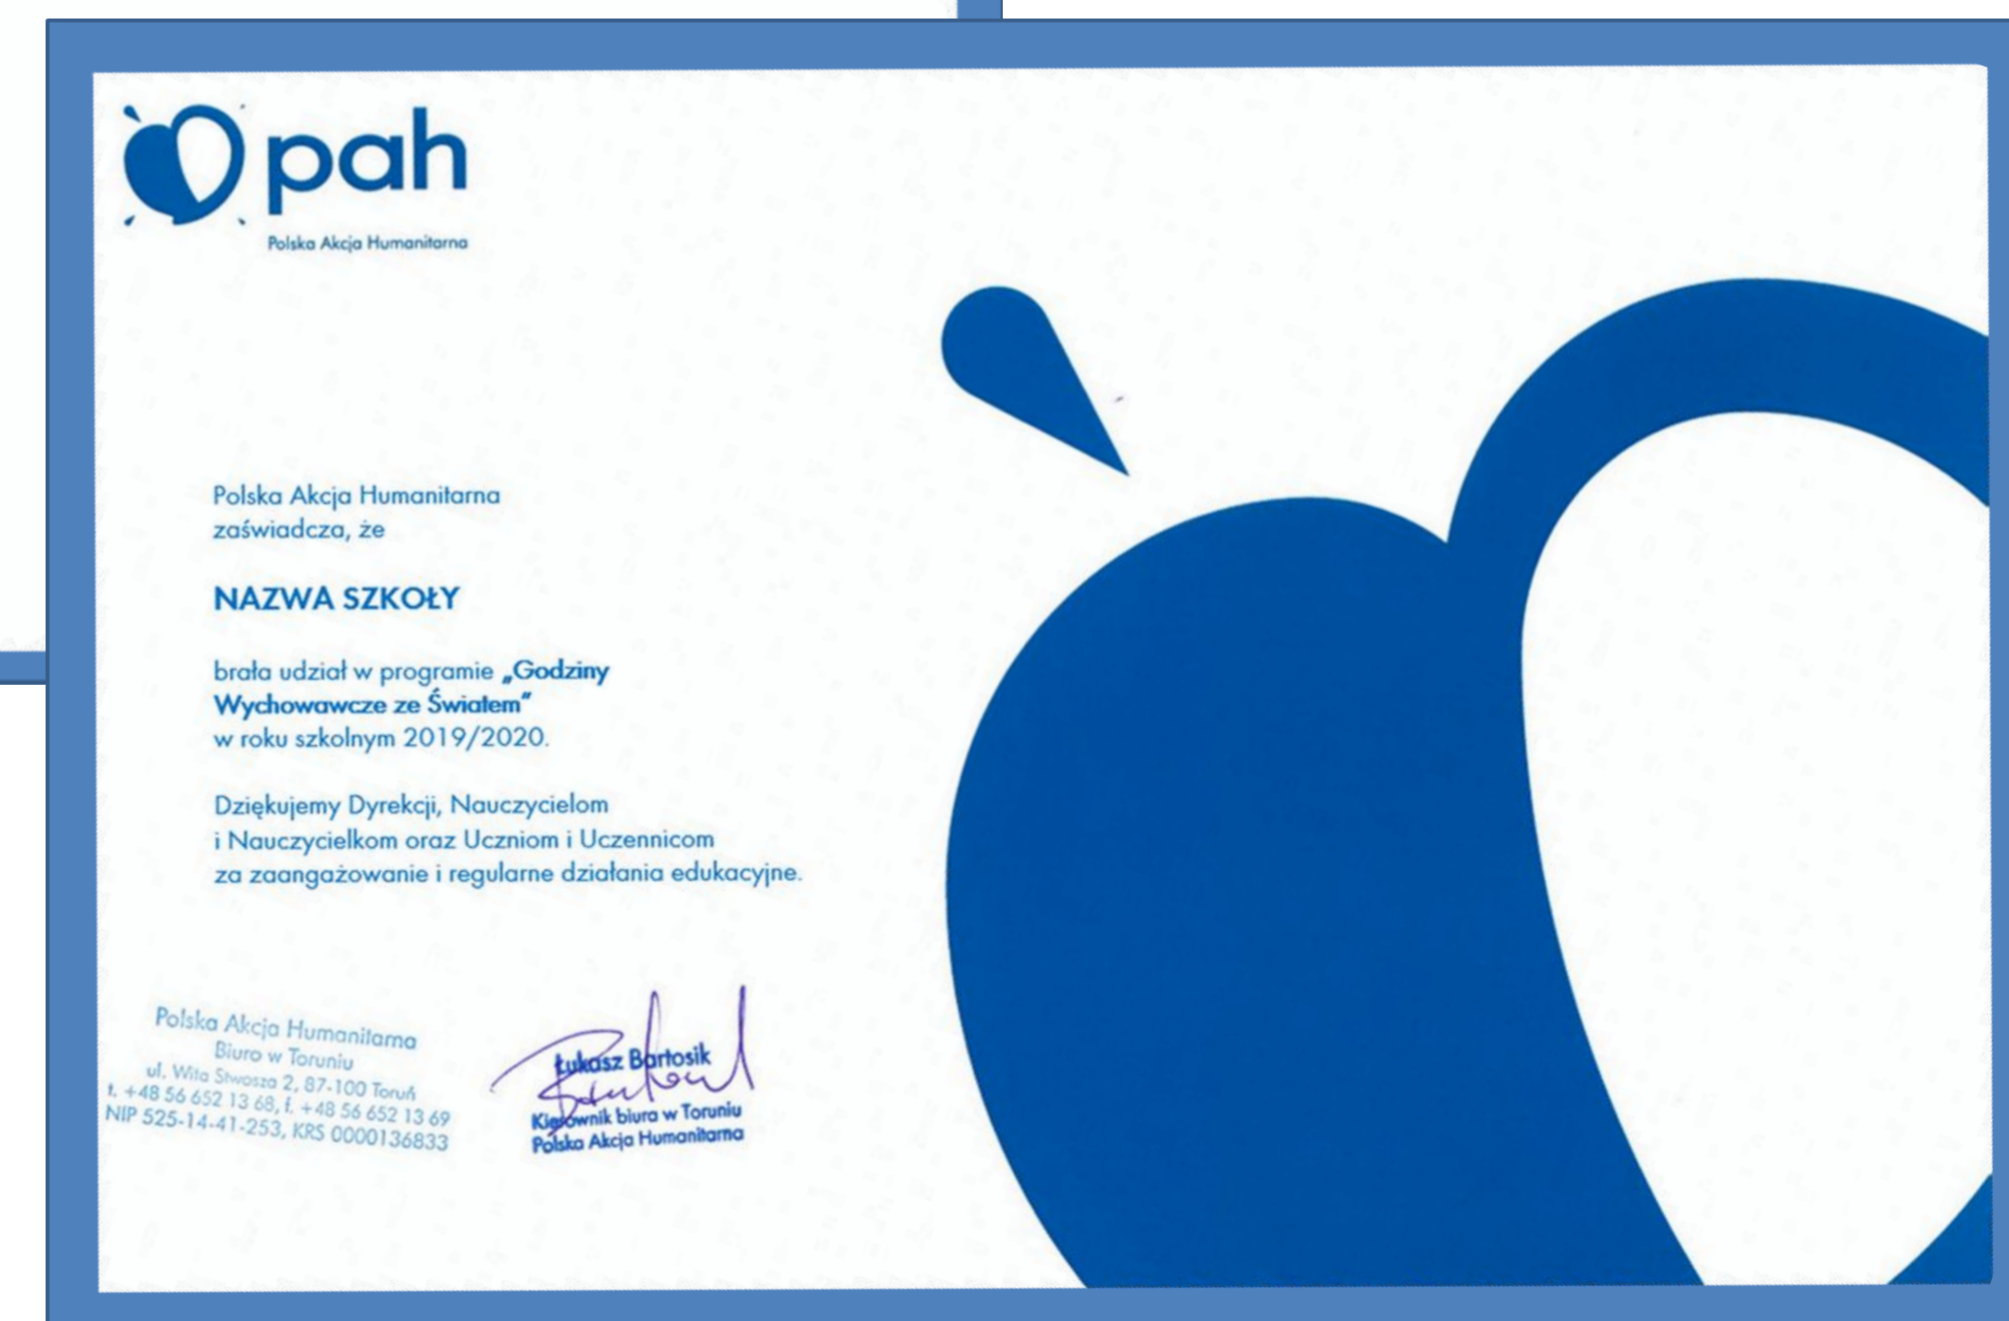 pah
Polska Akcja Humanitarna
Polska Akcja Humanitarna
zaświadcza, że
NAZWA SZKOŁY
brała udział w programie „Godziny
Wychowawcze ze Światem”
w roku szkolnym 2019/2020.
Dziękujemy Dyrekcji, Nauczycielom
i Nauczycielkom oraz Uczniom i Uczennicom
za zaangażowanie i regularne działania edukacyjne.
Polska Akcja Humanitarna
Biuro w Toruniu
ul. Wita Stwosza 2, 87-100 Toruń
t. +48 56 652 13 68, f. +48 56 652 13 69
NIP 525-14-41-253, KRS 0000136833
Łukasz Bartosik
Kierownik biura w Toruniu
Polska Akcja Humanitarna